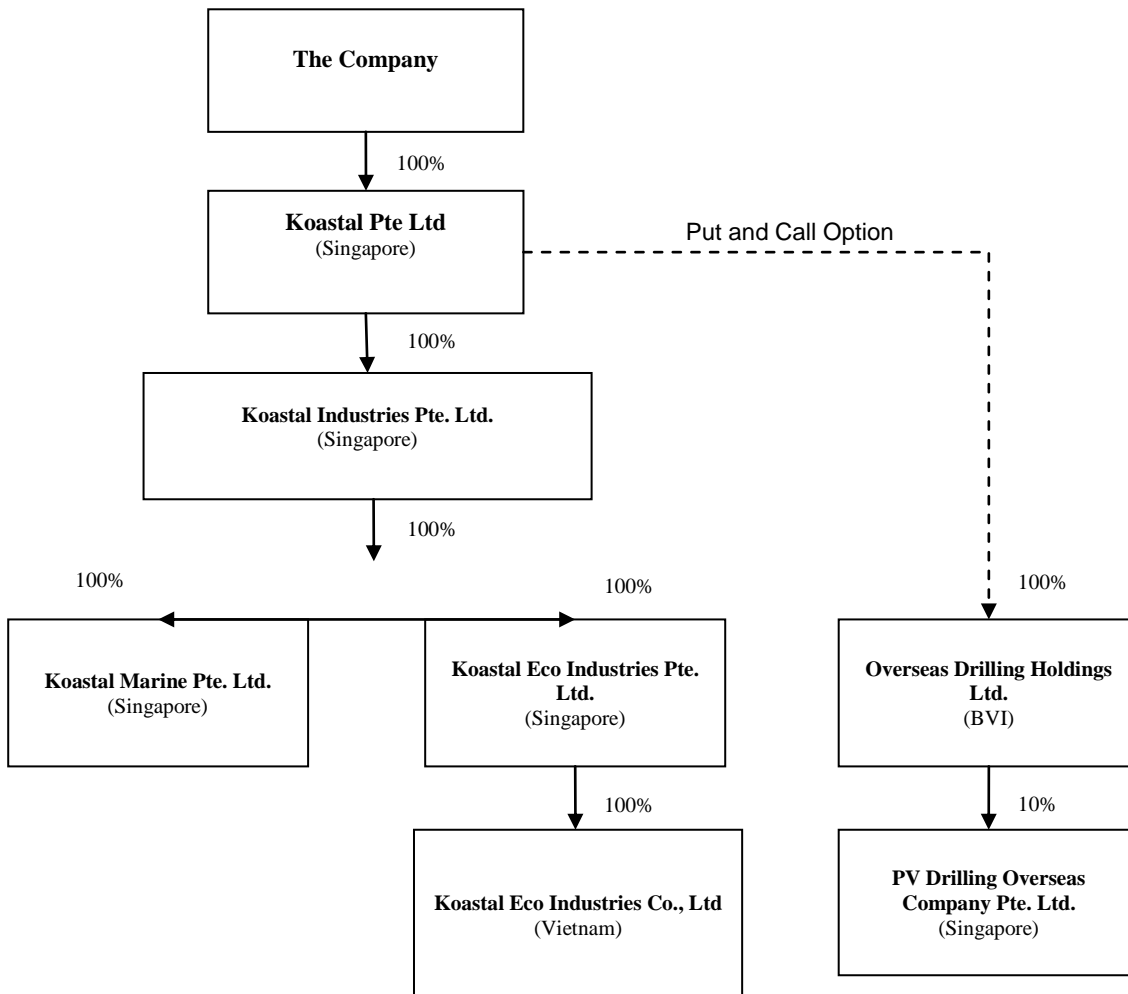 The Company
100%
Koastal Pte Ltd
(Singapore)
Put and Call Option
100%
Koastal Industries Pte. Ltd.
(Singapore)
100%
100%
100%
100%
Koastal Marine Pte. Ltd.
(Singapore)
Koastal Eco Industries Pte.
Ltd.
(Singapore)
Overseas Drilling Holdings
Ltd.
(BVI)
100%
10%
Koastal Eco Industries Co., Ltd
(Vietnam)
PV Drilling Overseas
Company Pte. Ltd.
(Singapore)